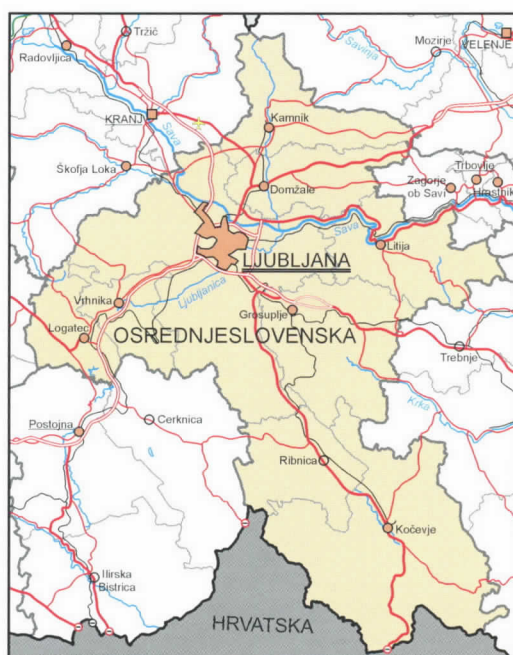 Tržič
Radovljica
Mozirje
VELENJE
Savinja
KRANJ
Sava
Kamnik
Škofja Loka
Domžale
Trbovlje
Zagorje
ob Savi
Hrastnik
Sava
Litija
LJUBLJANA
Vrhnika
Ljubljanica
Grosuplje
Logatec
OSREDNJESLOVENSKA
Trebnje
Krka
Postojna
Cerknica
Ribnica
Kočevje
Ilirska
Bistrica
HRVATSKA